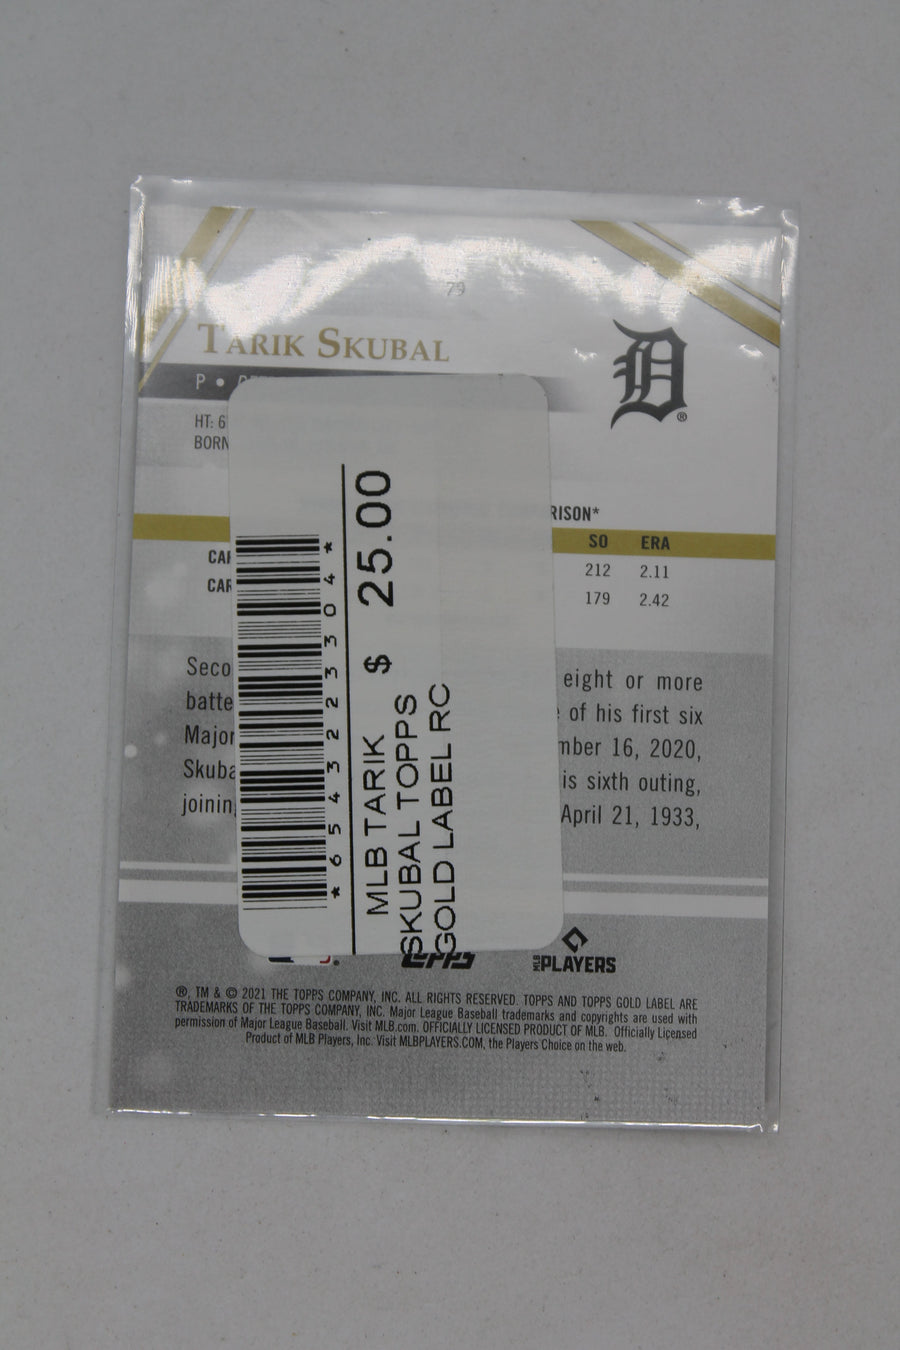 79
TARIK SKUBAL
P •
D®
HT: 6
BORN
RISON*
SO ERA
CAR 212 2.11
CAR 179 2.42
Seco eight or more
batte of his first six
Major mber 16, 2020,
Skuba is sixth outing,
joining April 21, 1933,
$ 25.00
MLB TARIK
SKUBAL TOPPS
GOLD LABEL RC
*6543223304*
TOPPS
MLB PLAYERS
®, TM & © 2021 THE TOPPS COMPANY, INC. ALL RIGHTS RESERVED. TOPPS AND TOPPS GOLD LABEL ARE
TRADEMARKS OF THE TOPPS COMPANY, INC. Major League Baseball trademarks and copyrights are used with
permission of Major League Baseball. Visit MLB.com. OFFICIALLY LICENSED PRODUCT OF MLB. Officially Licensed
Product of MLB Players, Inc. Visit MLBPLAYERS.COM, the Players Choice on the web.